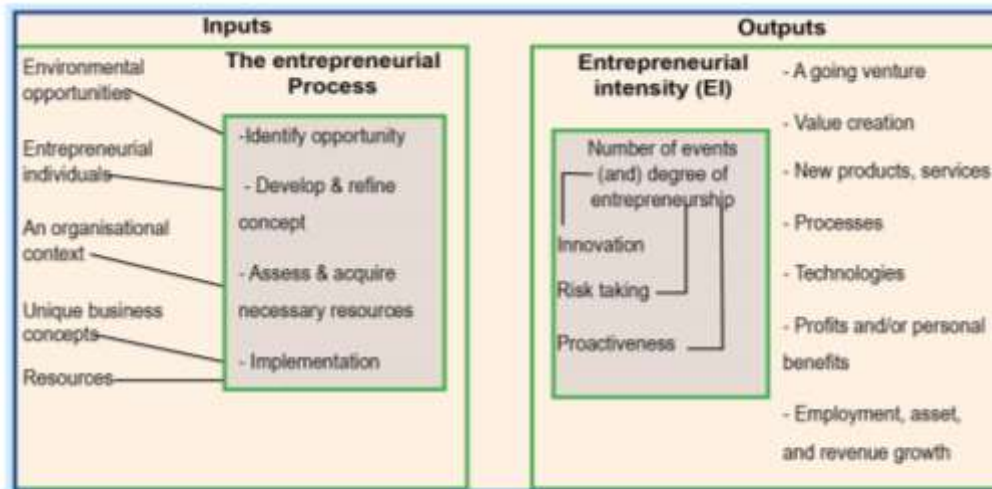 Inputs
Environmental
opportunities
Entrepreneurial
individuals
An organisational
context
Unique business
concepts
Resources
The entrepreneurial
Process
-Identify opportunity
- Develop & refine
concept
- Assess & acquire
necessary resources
- Implementation
Outputs
Entrepreneurial
intensity (EI)
Number of events
(and) degree of
entrepreneurship
Innovation
Risk taking
Proactiveness
- A going venture
- Value creation
- New products, services
- Processes
- Technologies
- Profits and/or personal
benefits
- Employment, asset,
and revenue growth